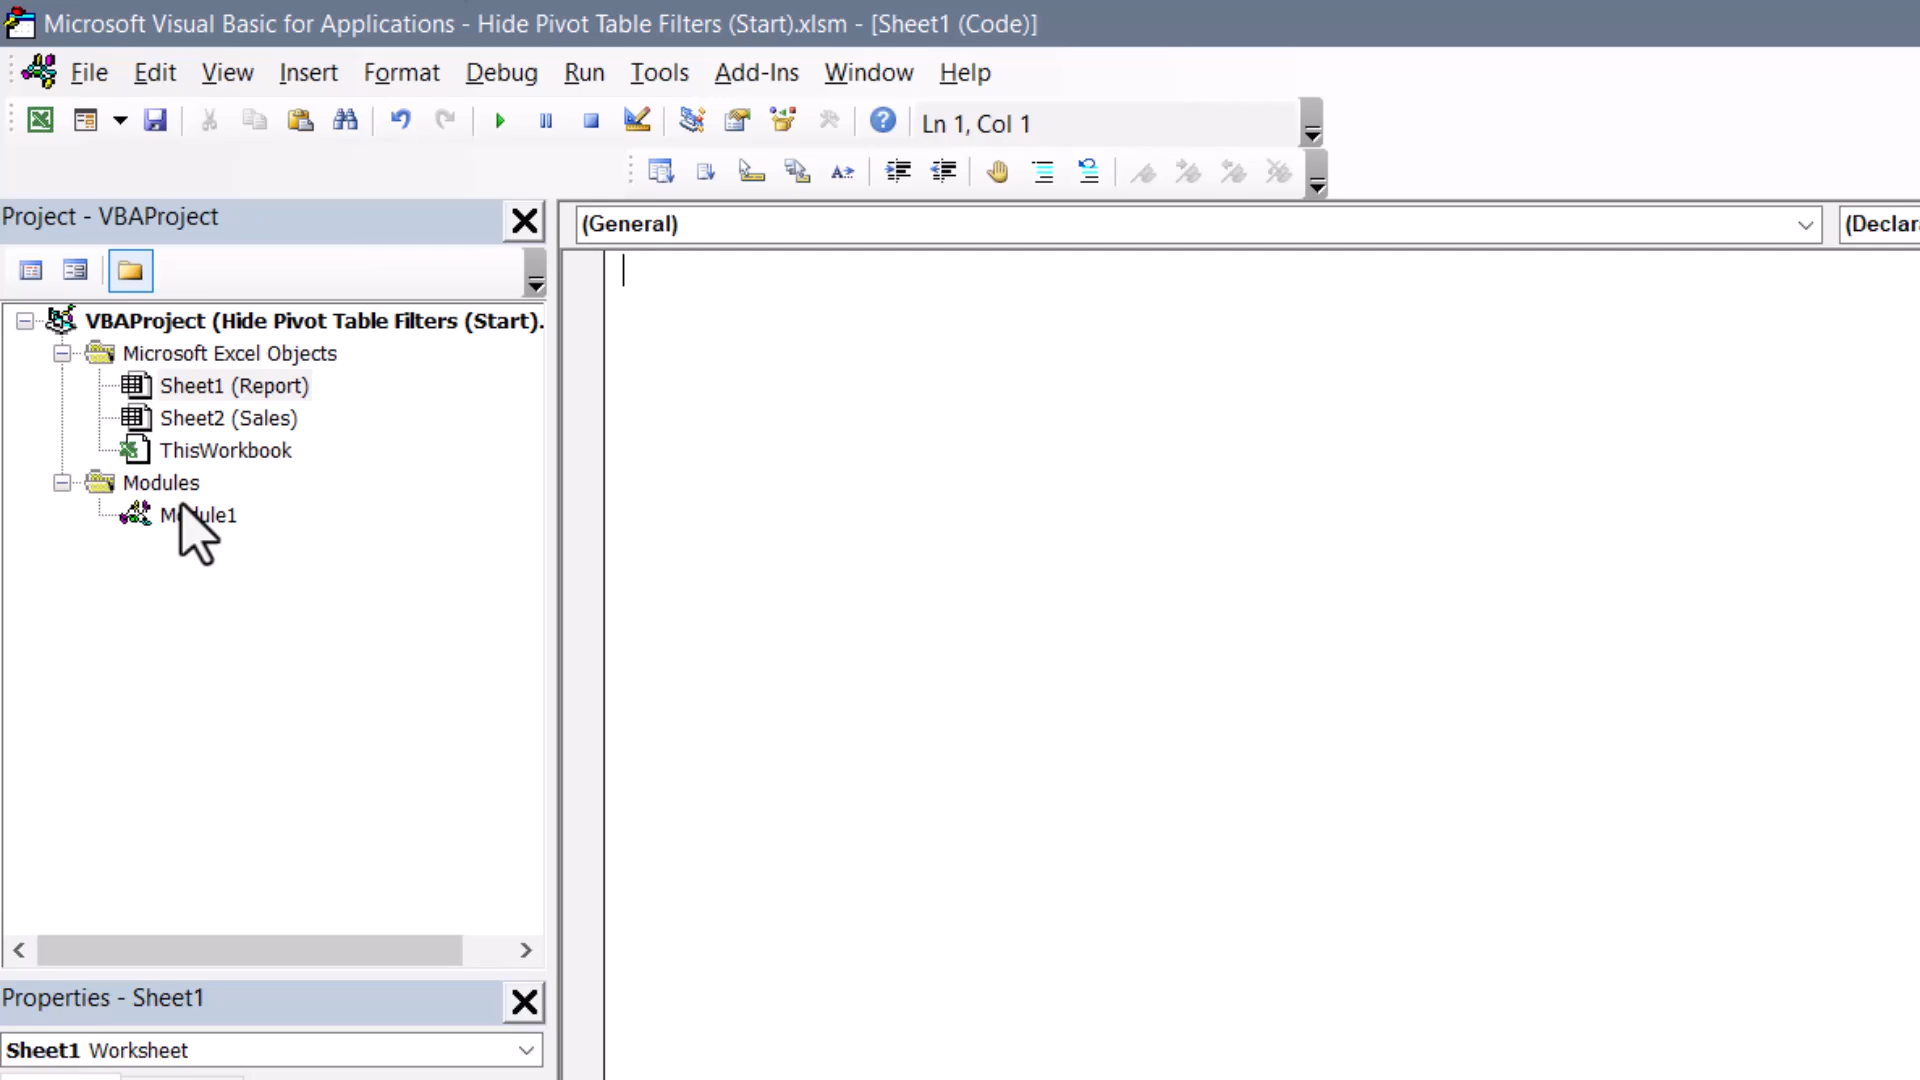 Microsoft Visual Basic for Applications - Hide Pivot Table Filters (Start).xlsm - [Sheet1 (Code)]
File Edit View Insert Format Debug Run Tools Add-Ins Window Help
Ln 1, Col 1
Project - VBAProject
(General)
(Declar
VBAProject (Hide Pivot Table Filters (Start).
Microsoft Excel Objects
Sheet1 (Report)
Sheet2 (Sales)
ThisWorkbook
Modules
Module1
Properties - Sheet1
Sheet1 Worksheet